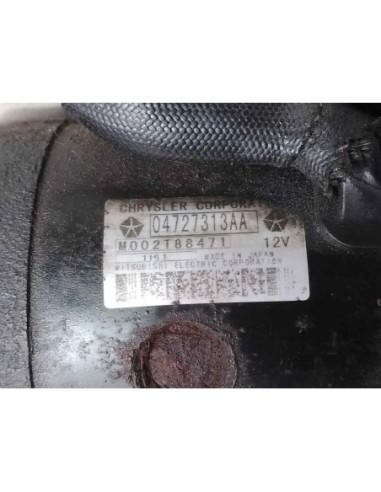 CHRYSLER CORPORATION
04727313AA
M002T88471 12V
MADE IN JAPAN
MITSUBISHI ELECTRIC CORPORATION